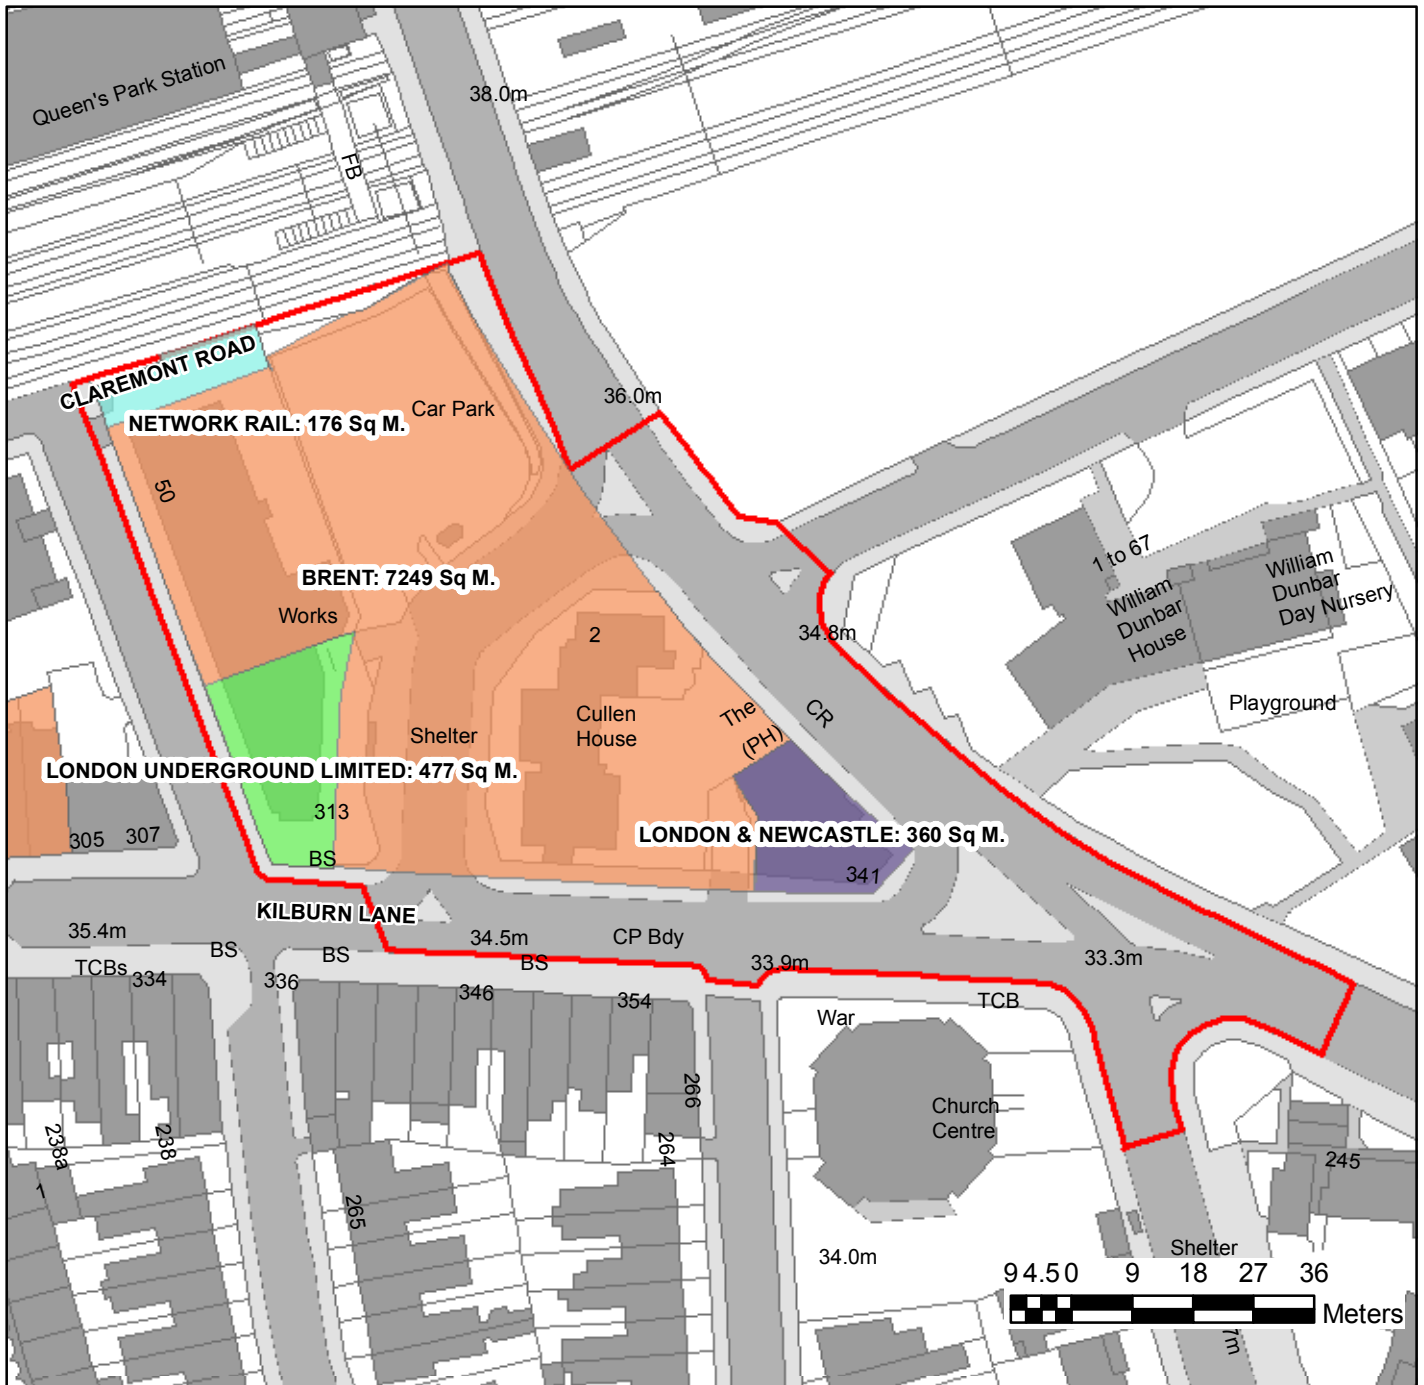 Queen's Park Station
38.0m
FB
CLAREMONT ROAD
36.0m
Car Park
NETWORK RAIL: 176 Sq M.
50
BRENT: 7249 Sq M.
Works
2
1 to 67
William
Dunbar
House
William
Dunbar
Day Nursery
34.8m
Playground
Cullen
House
The
(PH)
CR
Shelter
LONDON UNDERGROUND LIMITED: 477 Sq M.
313
305
307
LONDON & NEWCASTLE: 360 Sq M.
341
BS
KILBURN LANE
35.4m
BS
BS
34.5m
BS
CP Bdy
33.9m
33.3m
TCBs
334
336
346
354
TCB
War
Church
Centre
266
264
238a
238
1
265
245
34.0m
Shelter
9 4.5 0 9 18 27 36
Meters